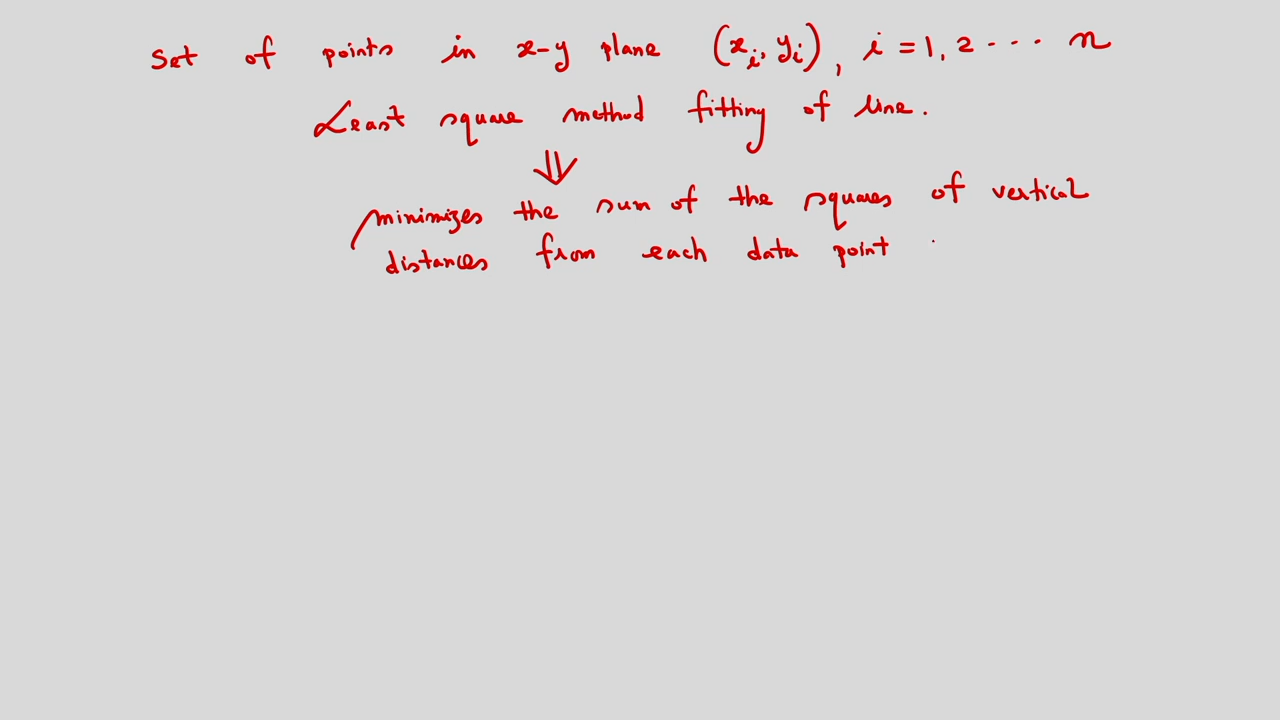 Set of points in x-y plane (xᵢ, yᵢ), i = 1, 2 ··· n
Least square method fitting of line.
⇓
minimizes the sum of the squares of vertical
distances from each data point